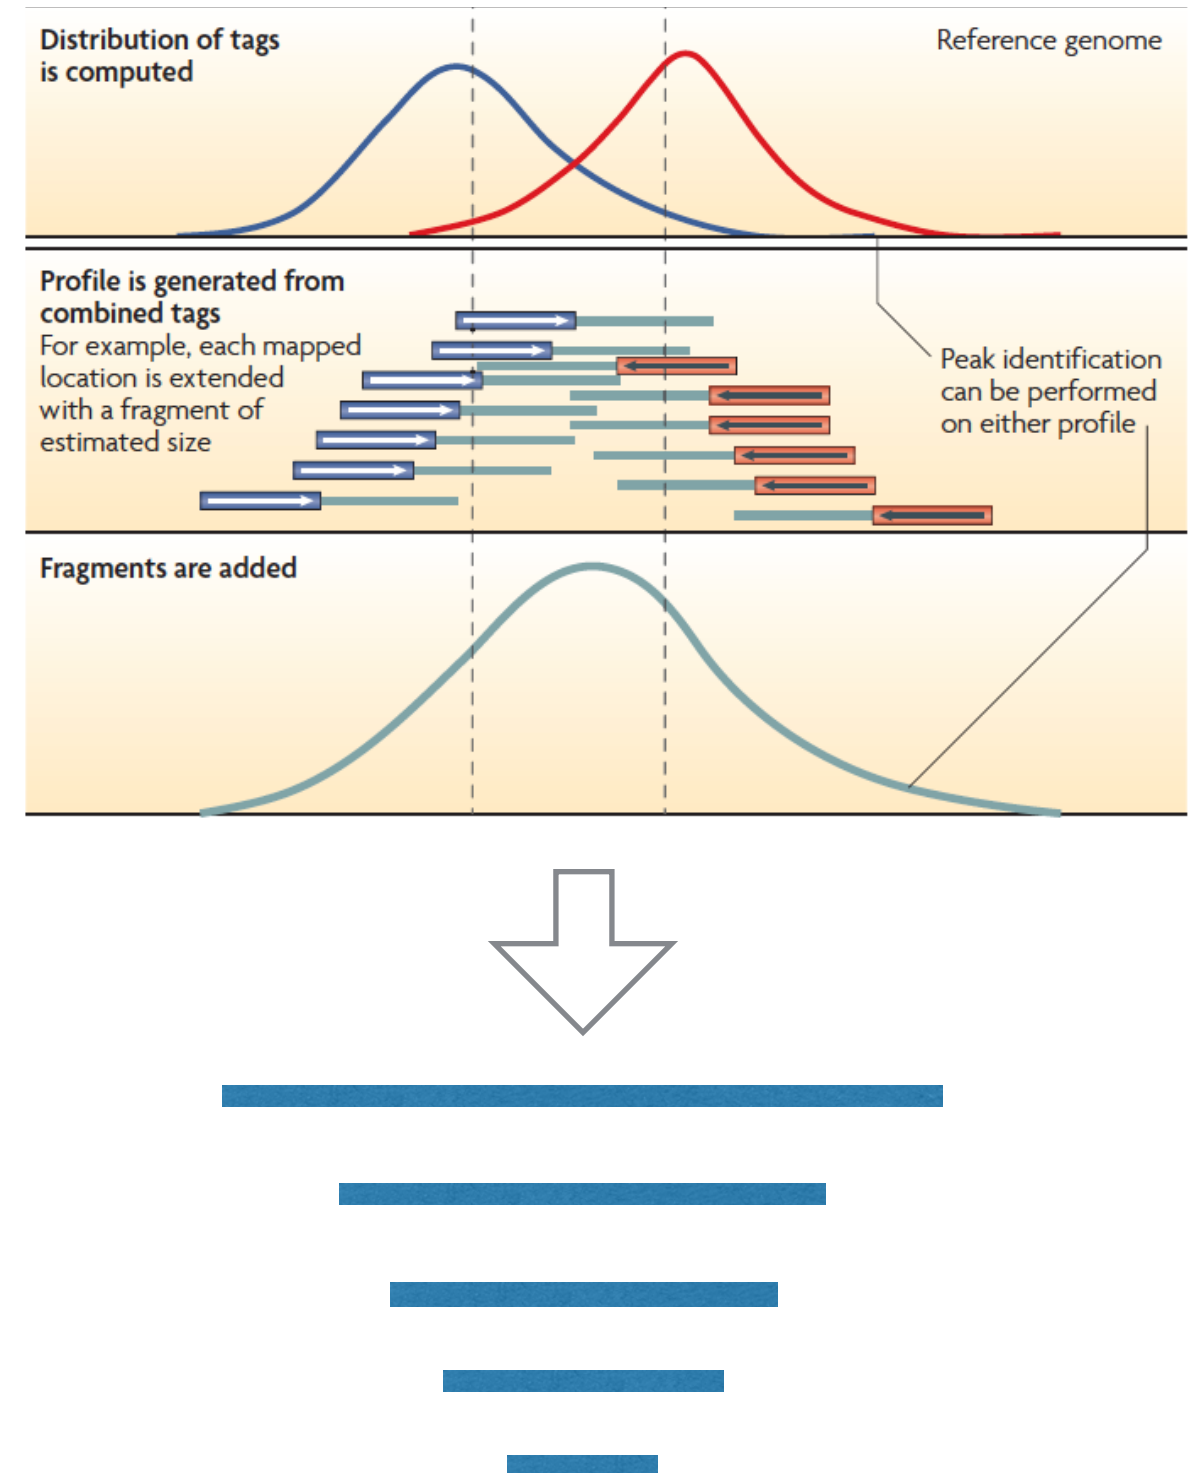 Distribution of tags
is computed
Reference genome
Profile is generated from
combined tags
For example, each mapped
location is extended
with a fragment of
estimated size
Peak identification
can be performed
on either profile
Fragments are added